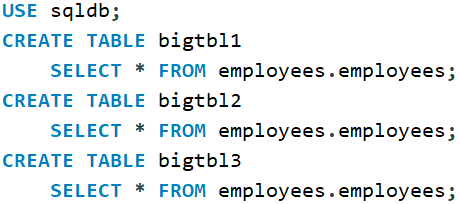 USE sqldb;
CREATE TABLE bigtbl1
    SELECT * FROM employees.employees;
CREATE TABLE bigtbl2
    SELECT * FROM employees.employees;
CREATE TABLE bigtbl3
    SELECT * FROM employees.employees;